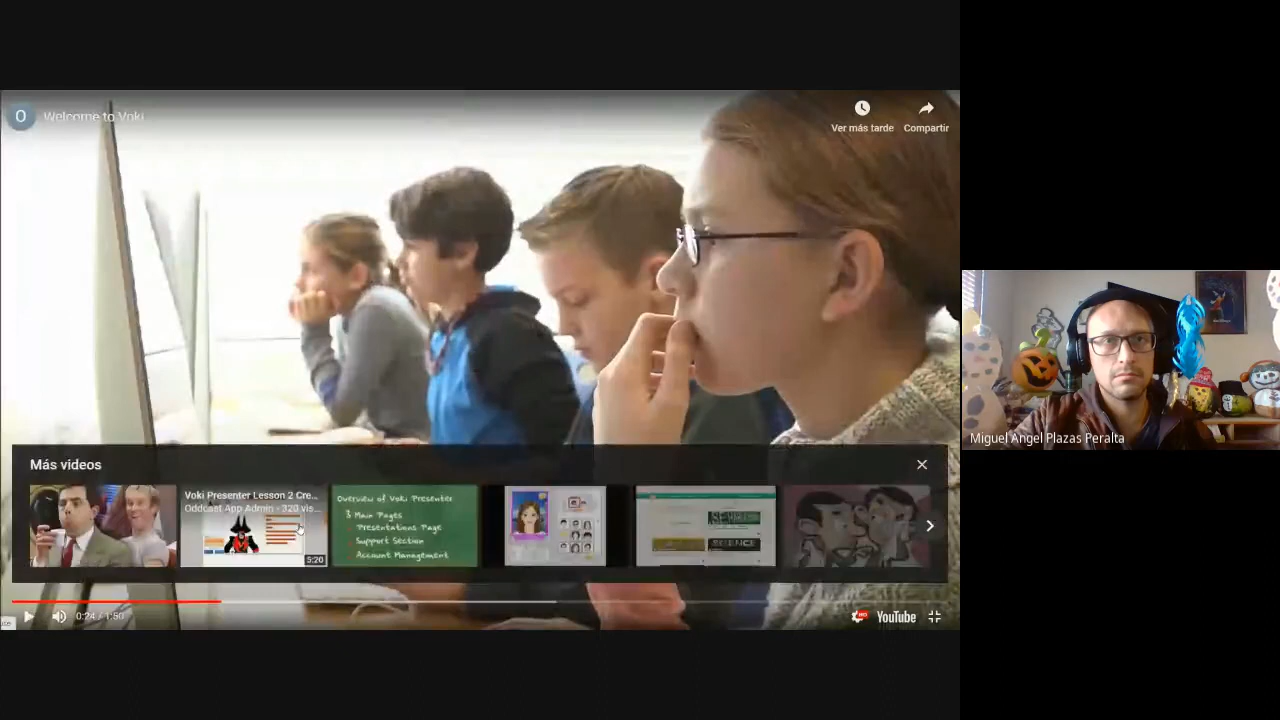 O
Welcome to Voki
Ver más tarde
Compartir
Más videos
Voki Presenter Lesson 2 Cre...
Oddcast App Admin - 320 vis...
5:20
Overview of Voki Presenter
3 Main Pages
Presentations Page
Support Section
Account Management
SCIENCE
0:24 / 1:50
YouTube
Miguel Angel Plazas Peralta